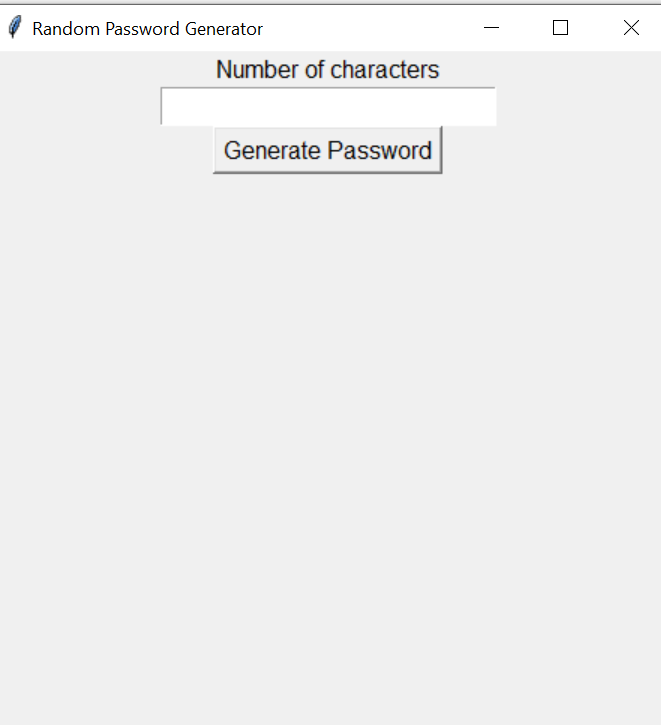 Random Password Generator
Number of characters
Generate Password